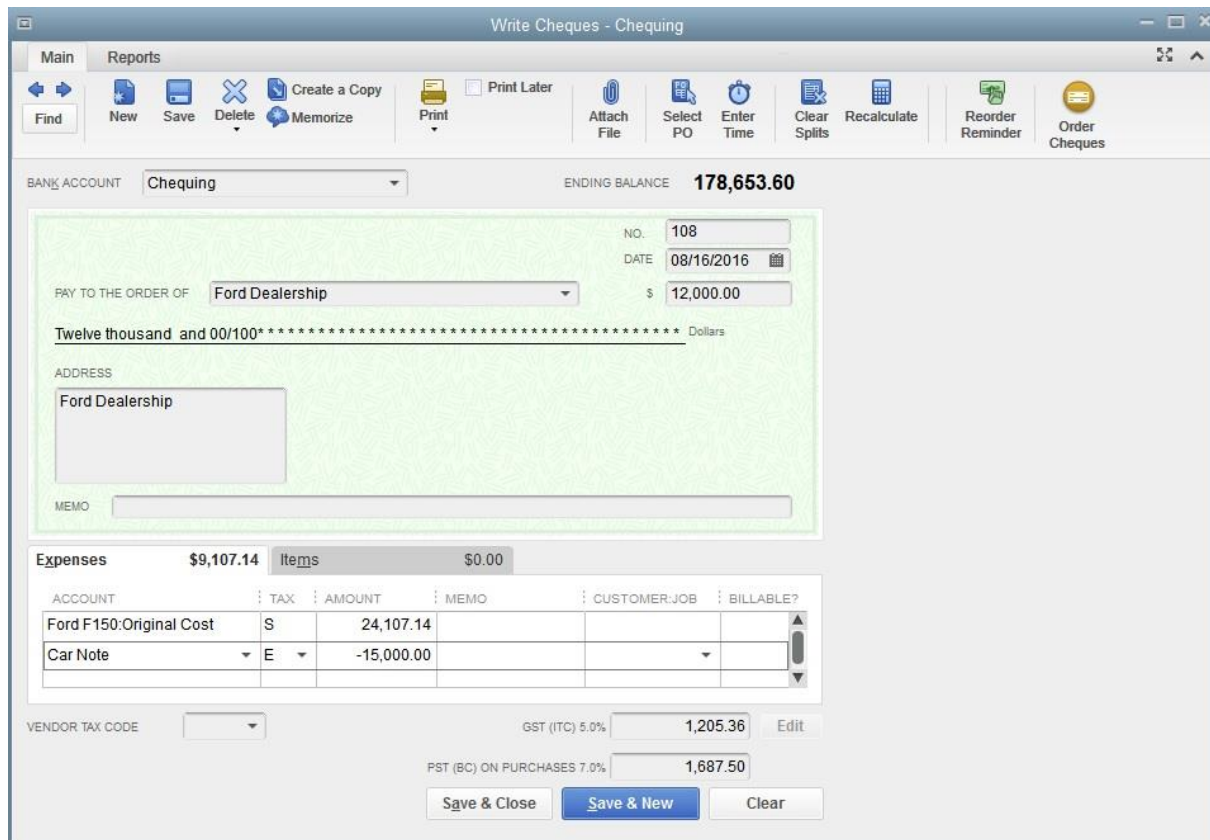 Write Cheques - Chequing
Main Reports
Find New Save Delete Create a Copy Memorize Print Print Later Attach File Select PO Enter Time Clear Splits Recalculate Reorder Reminder Order Cheques
BANK ACCOUNT Chequing ENDING BALANCE 178,653.60
NO. 108
DATE 08/16/2016
PAY TO THE ORDER OF Ford Dealership $ 12,000.00
Twelve thousand and 00/100* * * * * * * * * * * * * * * * * * * * * * * * * * * * * * * * * * * * * * * * * * Dollars
ADDRESS
Ford Dealership
MEMO
Expenses $9,107.14 Items $0.00
ACCOUNT TAX AMOUNT MEMO CUSTOMER:JOB BILLABLE?
Ford F150:Original Cost S 24,107.14
Car Note E -15,000.00
VENDOR TAX CODE GST (ITC) 5.0% 1,205.36 Edit
PST (BC) ON PURCHASES 7.0% 1,687.50
Save & Close Save & New Clear